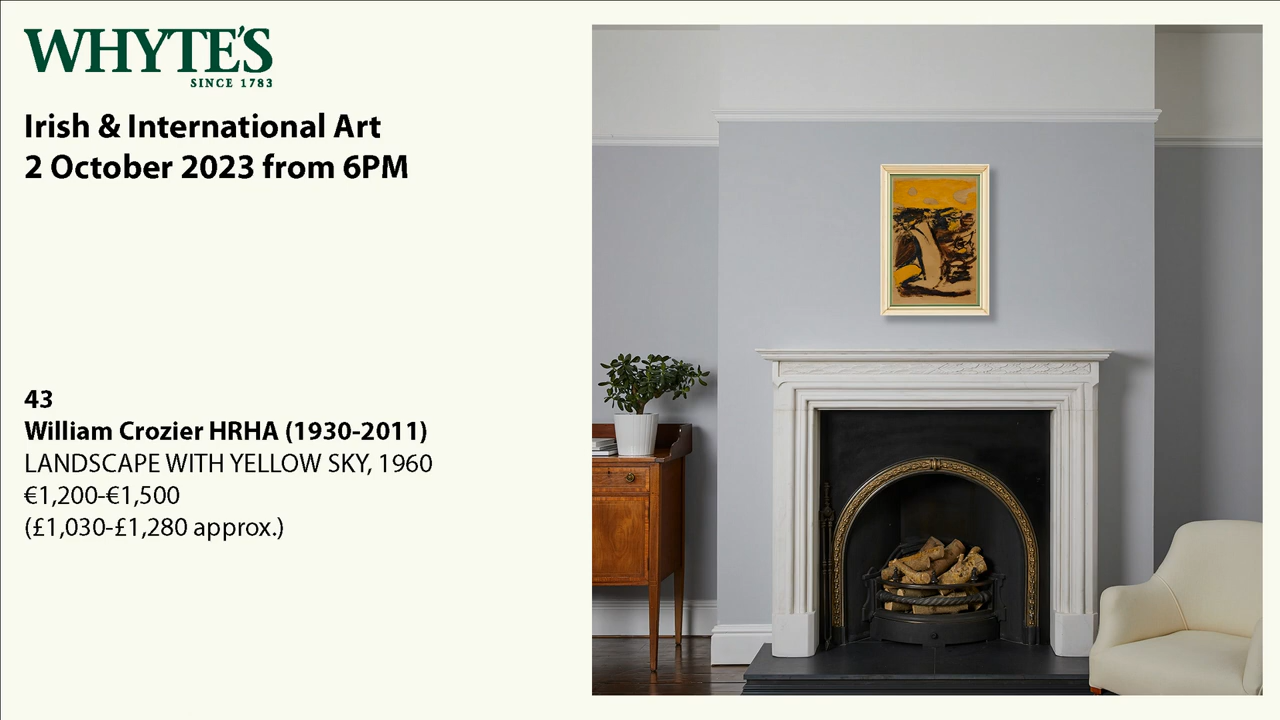 WHYTE'S
SINCE 1783
Irish & International Art
2 October 2023 from 6PM
43
William Crozier HRHA (1930-2011)
LANDSCAPE WITH YELLOW SKY, 1960
€1,200-€1,500
(£1,030-£1,280 approx.)